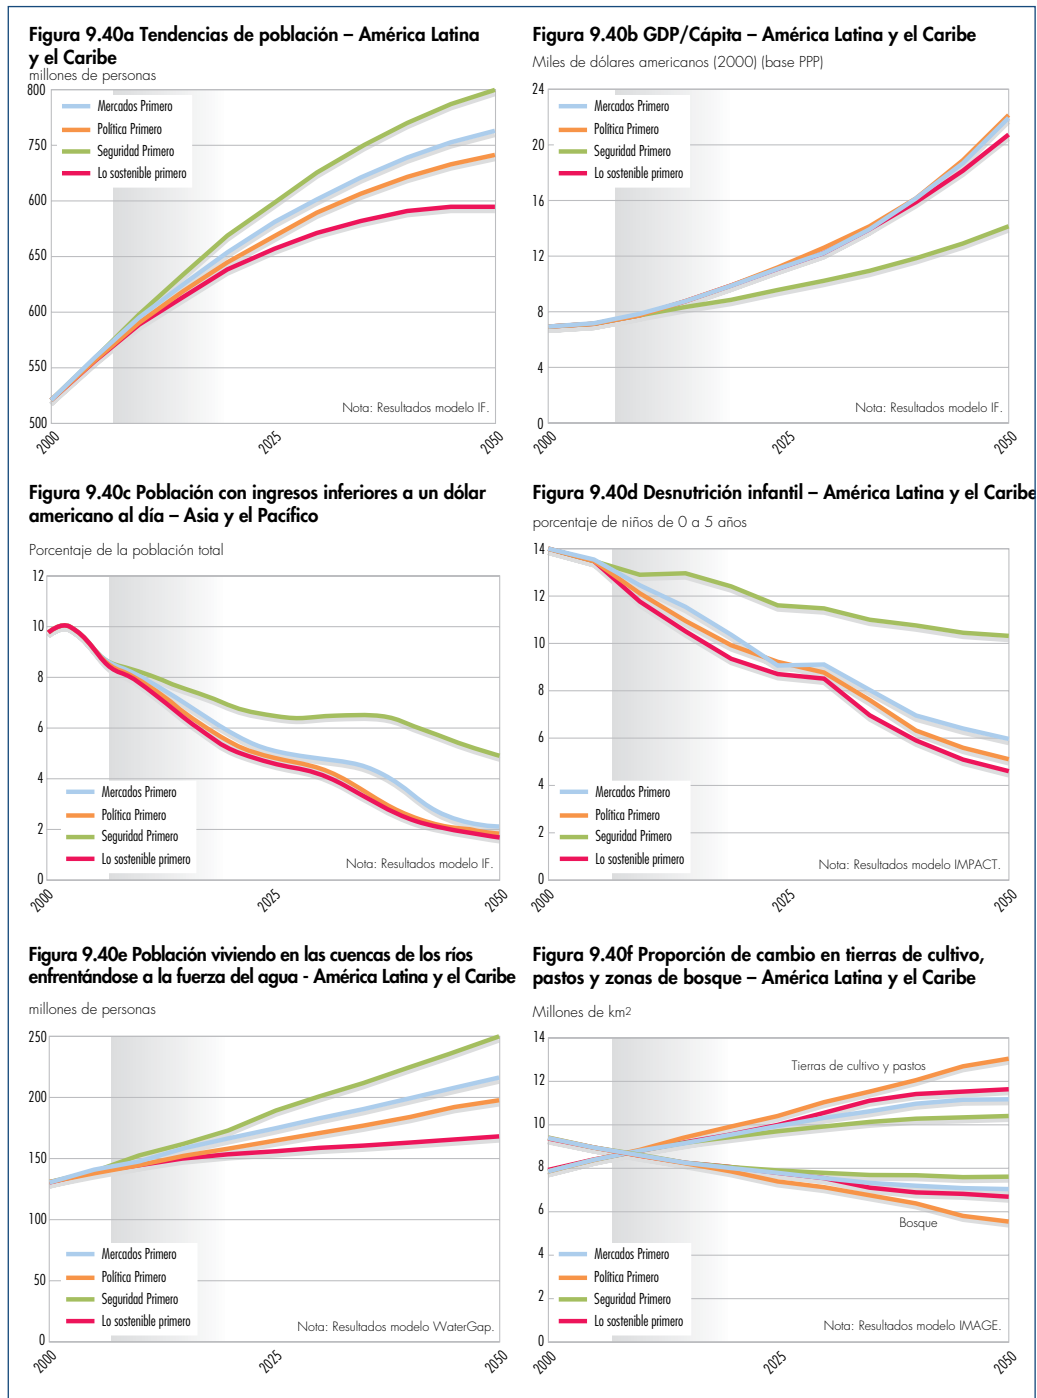 Figura 9.40a Tendencias de población – América Latina
y el Caribe
millones de personas
800
750
600
650
600
550
500
Mercados Primero
Política Primero
Seguridad Primero
Lo sostenible primero
Nota: Resultados modelo IF.
2000
2025
2050
Figura 9.40b GDP/Cápita – América Latina y el Caribe
Miles de dólares americanos (2000) (base PPP)
24
20
16
12
8
4
0
Mercados Primero
Política Primero
Seguridad Primero
Lo sostenible primero
Nota: Resultados modelo IF.
2000
2025
2050
Figura 9.40c Población con ingresos inferiores a un dólar
americano al día – Asia y el Pacífico
Porcentaje de la población total
12
10
8
6
4
2
0
Mercados Primero
Política Primero
Seguridad Primero
Lo sostenible primero
Nota: Resultados modelo IF.
2000
2025
2050
Figura 9.40d Desnutrición infantil – América Latina y el Caribe
porcentaje de niños de 0 a 5 años
14
12
10
8
6
4
2
0
Mercados Primero
Política Primero
Seguridad Primero
Lo sostenible primero
Nota: Resultados modelo IMPACT.
2000
2025
2050
Figura 9.40e Población viviendo en las cuencas de los ríos
enfrentándose a la fuerza del agua - América Latina y el Caribe
millones de personas
250
200
150
100
50
0
Mercados Primero
Política Primero
Seguridad Primero
Lo sostenible primero
Nota: Resultados modelo WaterGap.
2000
2025
2050
Figura 9.40f Proporción de cambio en tierras de cultivo,
pastos y zonas de bosque – América Latina y el Caribe
Millones de km2
14
12
10
8
6
4
2
0
Tierras de cultivo y pastos
Bosque
Mercados Primero
Política Primero
Seguridad Primero
Lo sostenible primero
Nota: Resultados modelo IMAGE.
2000
2025
2050